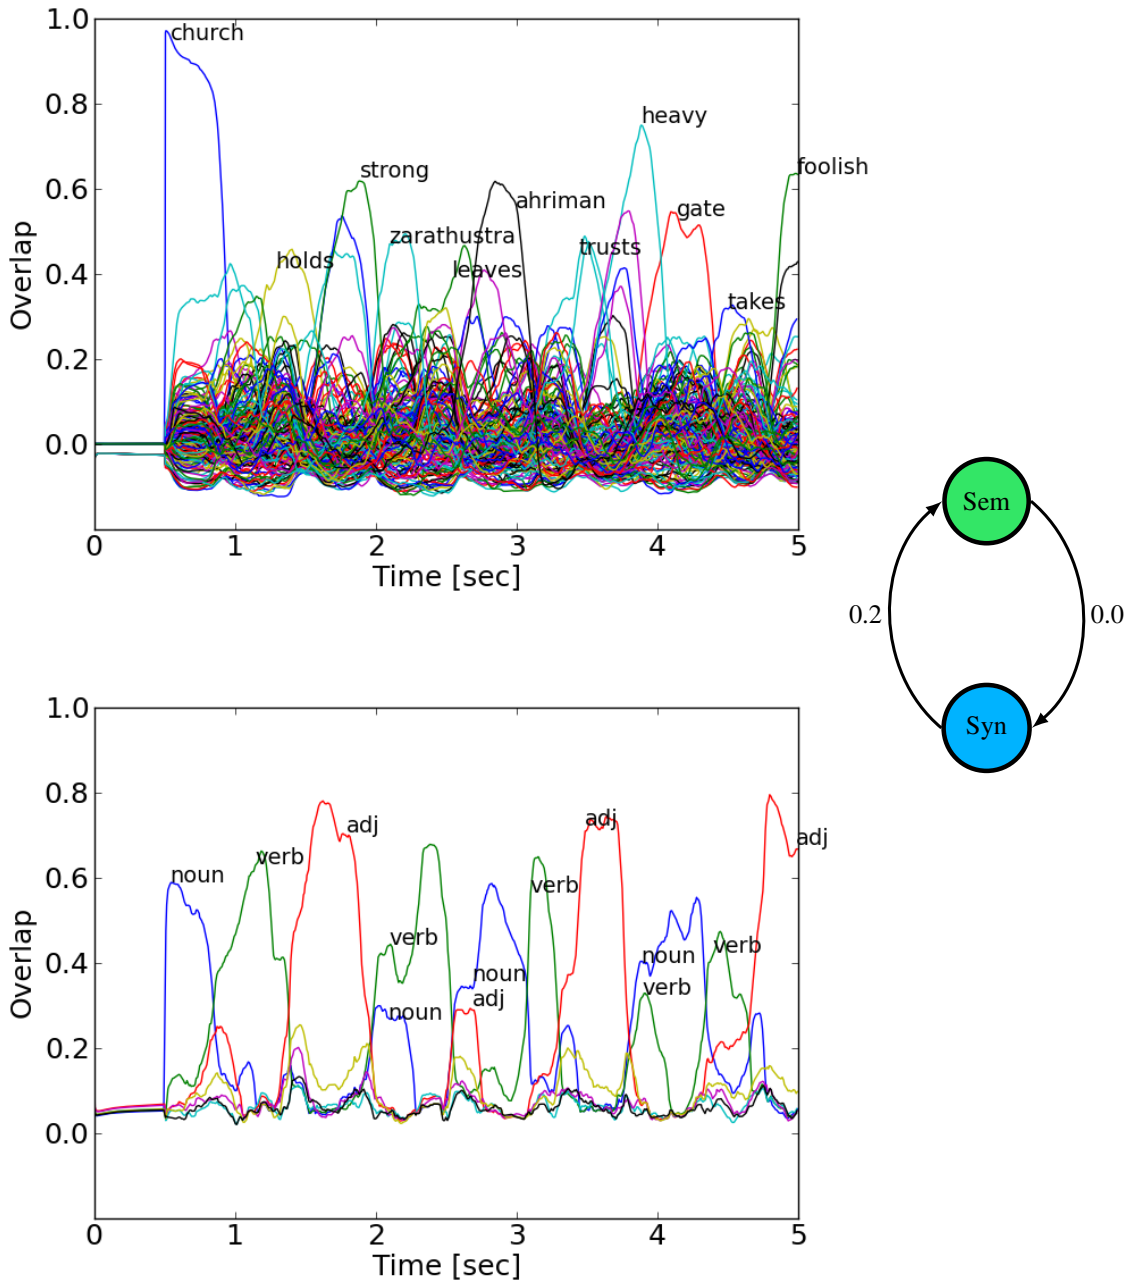 1.0
church
0.8
heavy
strong
foolish
0.6
ahriman
gate
Overlap
zarathustra
trusts
holds
leaves
0.4
takes
0.2
0.0
0 1 2 3 4 5
Time [sec]
Sem
0.2 0.0
Syn
1.0
0.8
adj
adj
adj
verb
noun
verb
0.6
Overlap
verb
verb
noun
noun
0.4
adj
verb
noun
0.2
0.0
0 1 2 3 4 5
Time [sec]